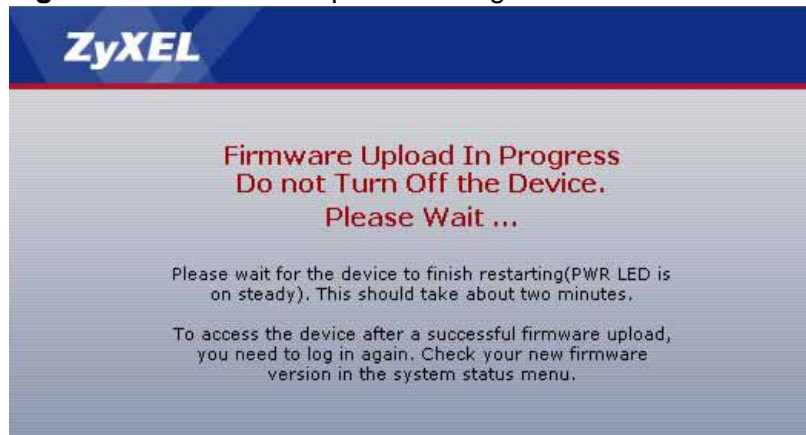 ZyXEL
Firmware Upload In Progress
Do not Turn Off the Device.
Please Wait ...
Please wait for the device to finish restarting(PWR LED is
on steady). This should take about two minutes.
To access the device after a successful firmware upload,
you need to log in again. Check your new firmware
version in the system status menu.